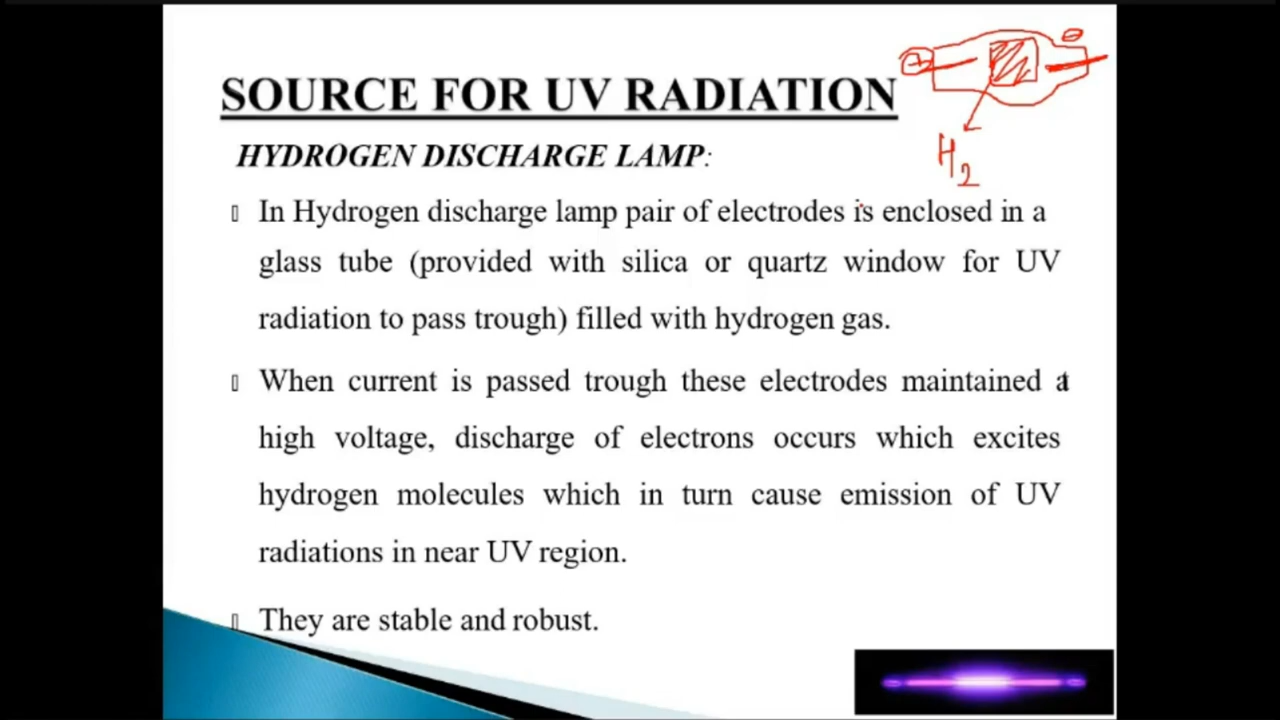 SOURCE FOR UV RADIATION
HYDROGEN DISCHARGE LAMP:
In Hydrogen discharge lamp pair of electrodes is enclosed in a
glass tube (provided with silica or quartz window for UV
radiation to pass trough) filled with hydrogen gas.
When current is passed trough these electrodes maintained at
high voltage, discharge of electrons occurs which excites
hydrogen molecules which in turn cause emission of UV
radiations in near UV region.
They are stable and robust.
+
-
H2